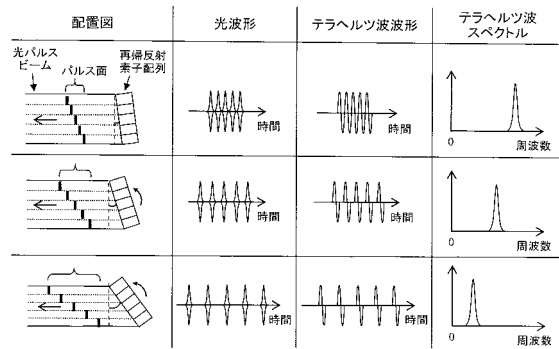 配置図
光波形
テラヘルツ波波形
テラヘルツ波
スペクトル
光パルス
ビーム
パルス面
再帰反射
素子配列
時間
時間
0
周波数
時間
時間
0
周波数
時間
時間
0
周波数